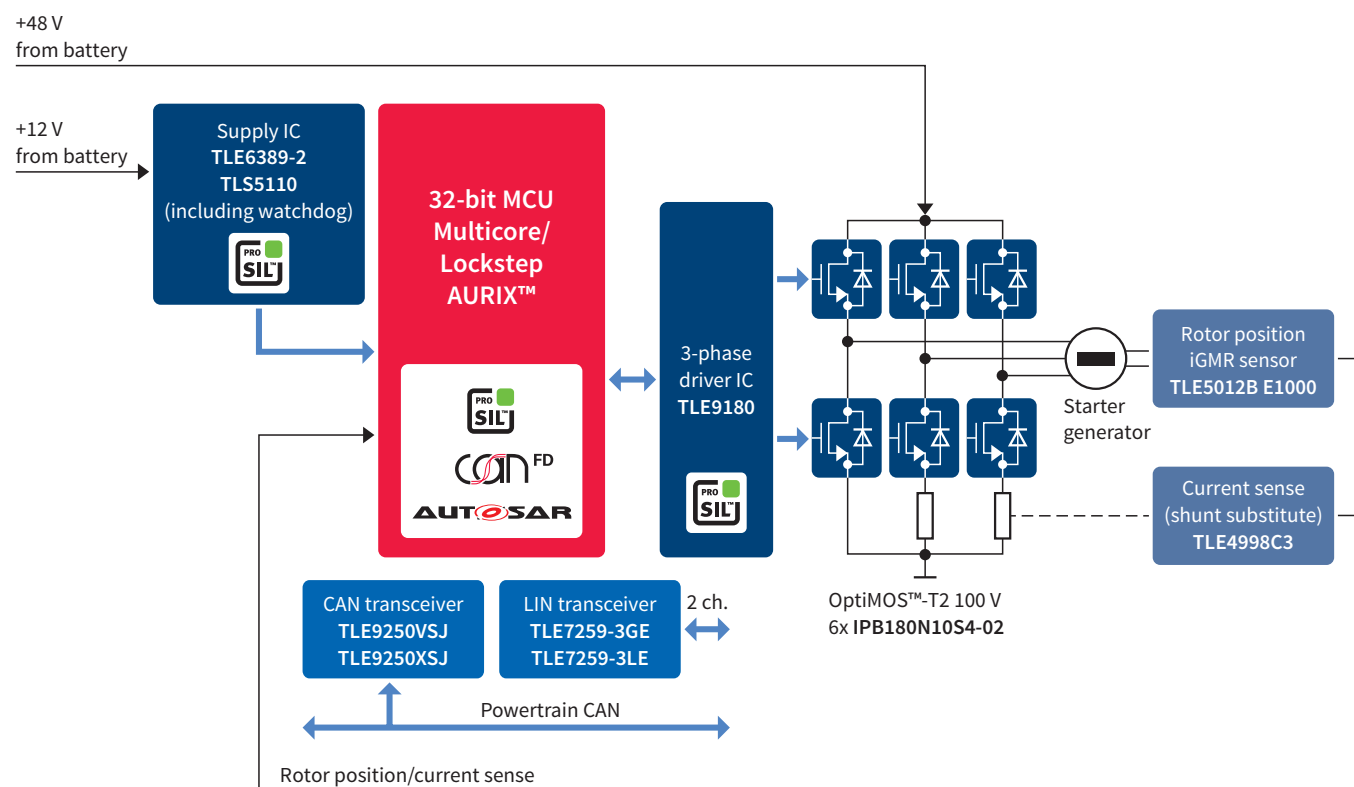 +48 V
from battery
+12 V
from battery
Supply IC
TLE6389-2
TLS5110
(including watchdog)
PRO
SIL™
32-bit MCU
Multicore/
Lockstep
AURIX™
PRO
SIL™
CAN FD
AUTOSAR
3-phase
driver IC
TLE9180
PRO
SIL™
Starter
generator
Rotor position
iGMR sensor
TLE5012B E1000
Current sense
(shunt substitute)
TLE4998C3
OptiMOS™-T2 100 V
6x IPB180N10S4-02
CAN transceiver
TLE9250VSJ
TLE9250XSJ
LIN transceiver
TLE7259-3GE
TLE7259-3LE
2 ch.
Powertrain CAN
Rotor position/current sense